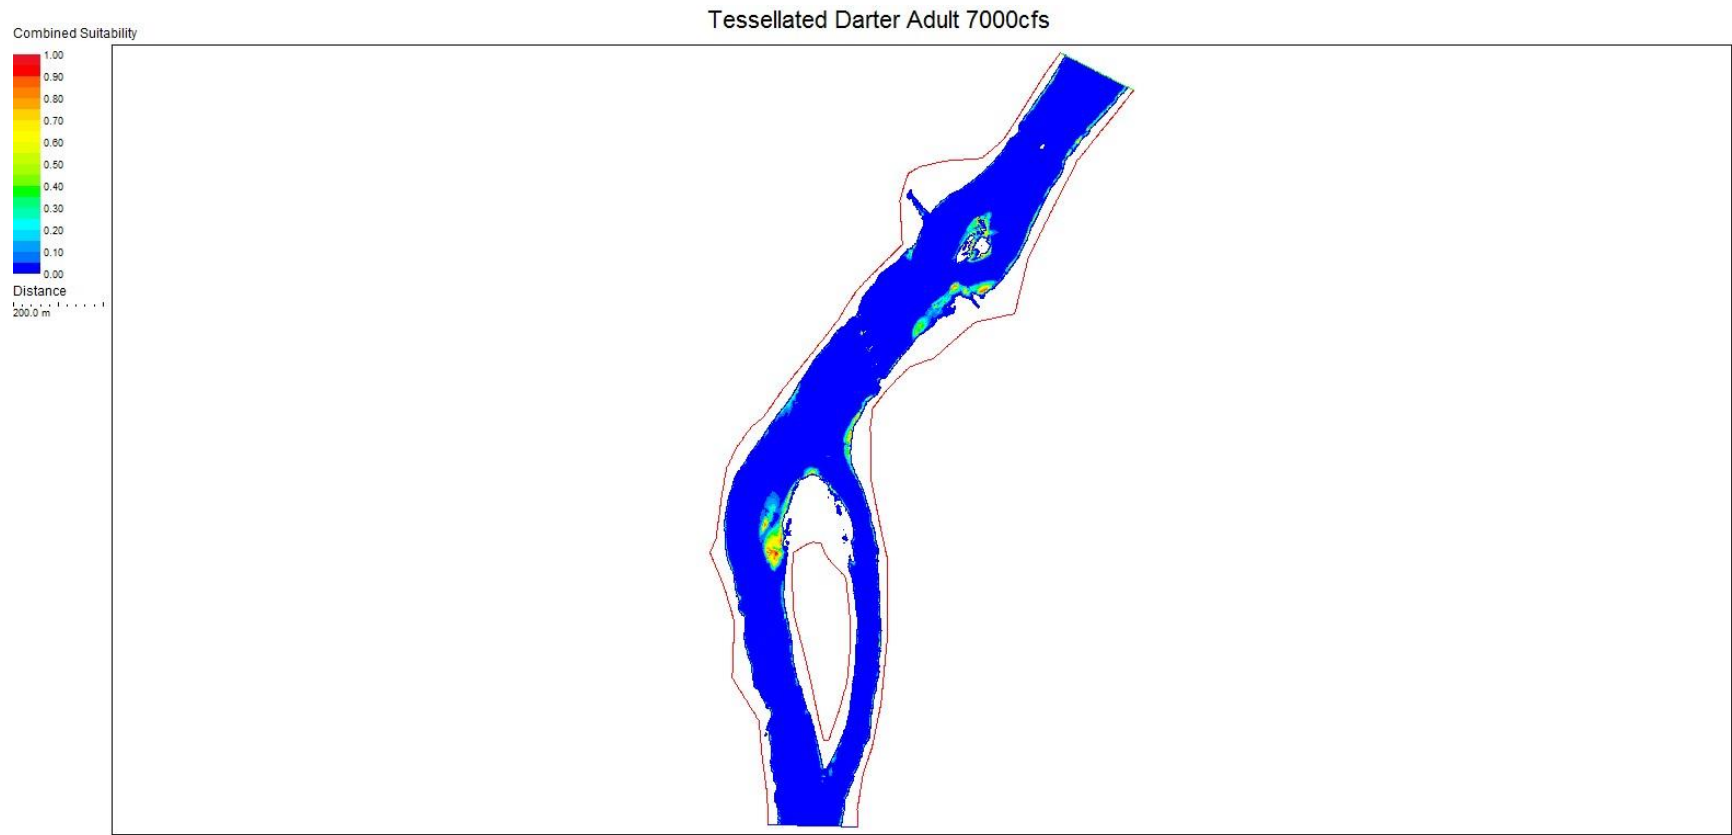 Tessellated Darter Adult 7000cfs
Combined Suitability
1.00
0.90
0.80
0.70
0.60
0.50
0.40
0.30
0.20
0.10
0.00
Distance
200.0 m